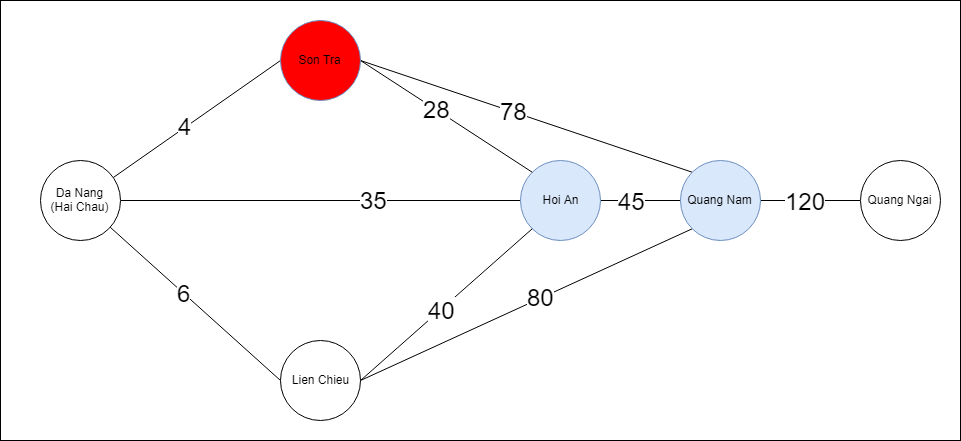 Son Tra
28
78
4
Da Nang
(Hai Chau)
35
Hoi An
45
Quang Nam
120
Quang Ngai
6
40
80
Lien Chieu